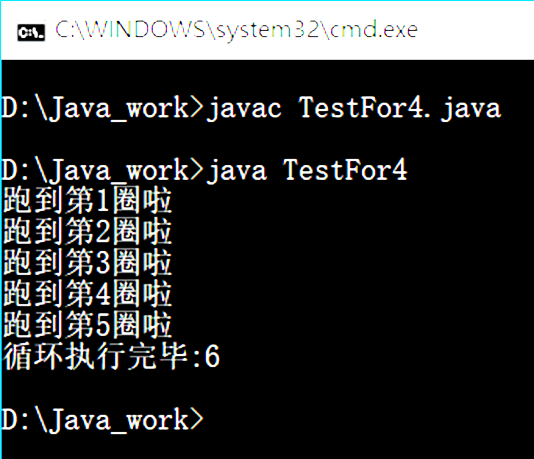 C:\WINDOWS\system32\cmd.exe
D:\Java_work>javac TestFor4.java
D:\Java_work>java TestFor4
跑到第1圈啦
跑到第2圈啦
跑到第3圈啦
跑到第4圈啦
跑到第5圈啦
循环执行完毕:6
D:\Java_work>